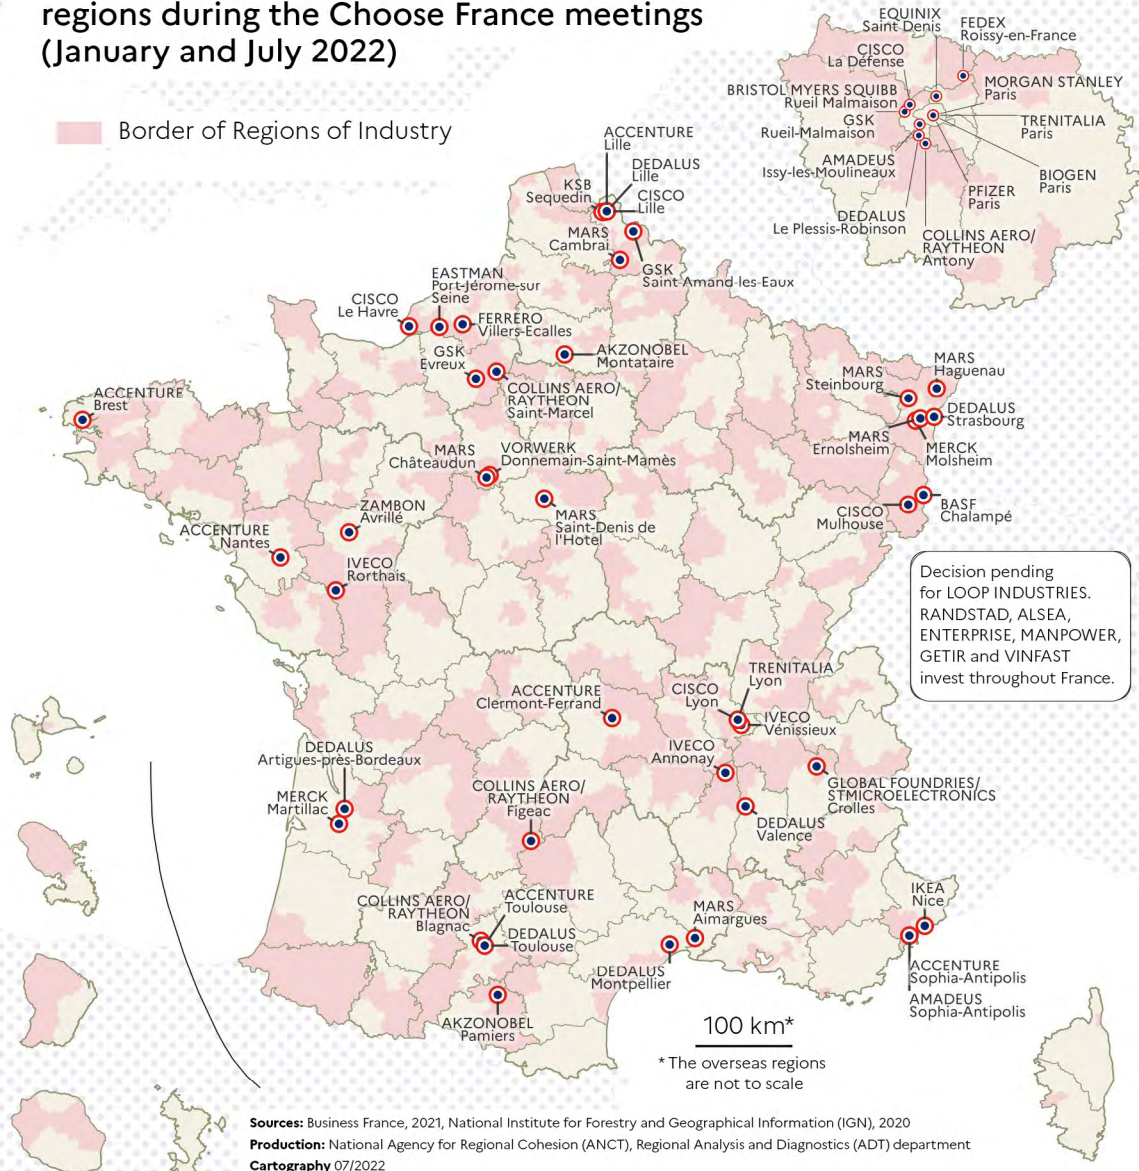 regions during the Choose France meetings
(January and July 2022)
Border of Regions of Industry
EQUINIX
Saint Denis
FEDEX
Roissy-en-France
CISCO
La Défense
BRISTOL MYERS SQUIBB
Rueil Malmaison
MORGAN STANLEY
Paris
GSK
Rueil-Malmaison
TRENITALIA
Paris
AMADEUS
Issy-les-Moulineaux
BIOGEN
Paris
PFIZER
Paris
DEDALUS
Le Plessis-Robinson
COLLINS AERO/
RAYTHEON
Antony
ACCENTURE
Lille
DEDALUS
Lille
KSB
Sequedin
CISCO
Lille
MARS
Cambrai
GSK
Saint-Amand-les-Eaux
EASTMAN
Port-Jérome-sur
Seine
CISCO
Le Havre
FERRERO
Villers-Ecalles
GSK
Evreux
AKZONOBEL
Montataire
COLLINS AERO/
RAYTHEON
Saint-Marcel
MARS
Haguenau
MARS
Steinbourg
DEDALUS
Strasbourg
MARS
Ernolsheim
MERCK
Molsheim
ACCENTURE
Brest
MARS
Châteaudun
VORWERK
Donnemain-Saint-Mamès
MARS
Saint-Denis de
l'Hotel
CISCO
Mulhouse
BASF
Chalampé
ZAMBON
Avrillé
ACCENTURE
Nantes
IVECO
Rorthais
Decision pending
for LOOP INDUSTRIES.
RANDSTAD, ALSEA,
ENTERPRISE, MANPOWER,
GETIR and VINFAST
invest throughout France.
TRENITALIA
Lyon
CISCO
Lyon
ACCENTURE
Clermont-Ferrand
IVECO
Vénissieux
IVECO
Annonay
GLOBAL FOUNDRIES/
STMICROELECTRONICS
Crolles
DEDALUS
Valence
DEDALUS
Artigues-près-Bordeaux
MERCK
Martillac
COLLINS AERO/
RAYTHEON
Figeac
COLLINS AERO/
RAYTHEON
Blagnac
ACCENTURE
Toulouse
DEDALUS
Toulouse
MARS
Aimargues
DEDALUS
Montpellier
IKEA
Nice
ACCENTURE
Sophia-Antipolis
AMADEUS
Sophia-Antipolis
AKZONOBEL
Pamiers
100 km*
* The overseas regions
are not to scale
Sources: Business France, 2021, National Institute for Forestry and Geographical Information (IGN), 2020
Production: National Agency for Regional Cohesion (ANCT), Regional Analysis and Diagnostics (ADT) department
Cartography 07/2022